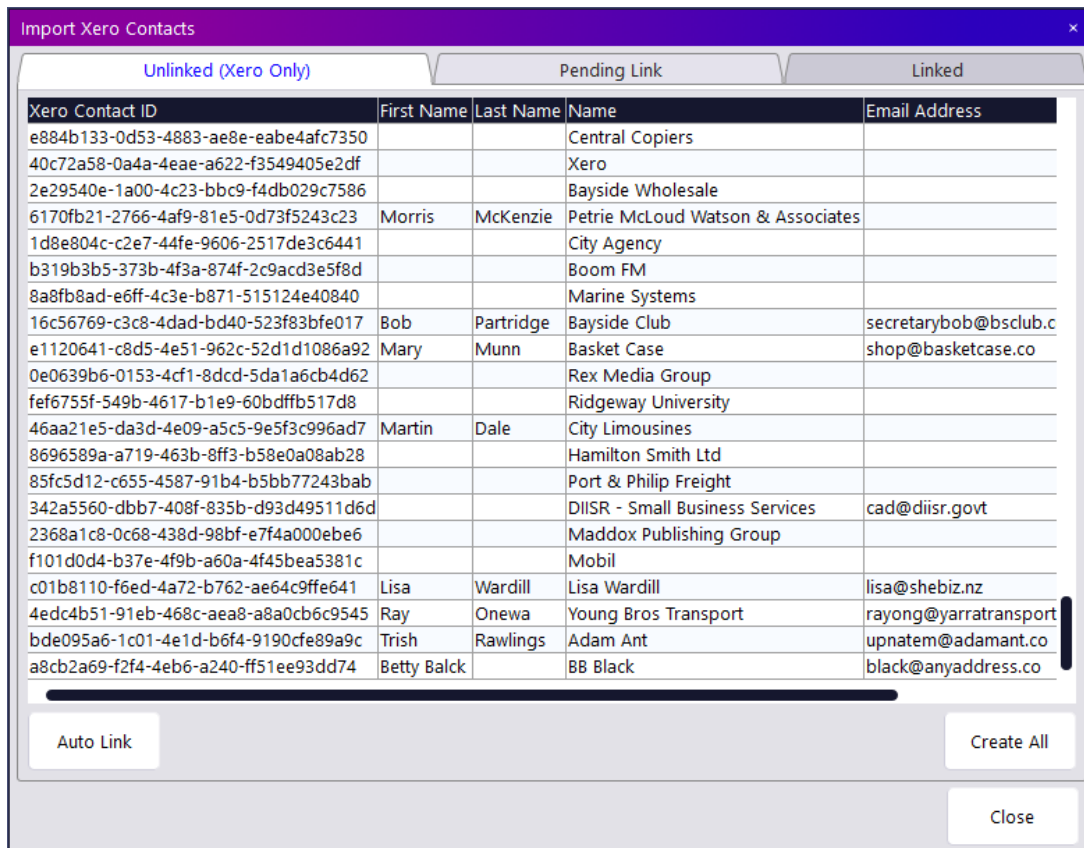 Import Xero Contacts ×
Unlinked (Xero Only) Pending Link Linked
Xero Contact ID First Name Last Name Name Email Address
e884b133-0d53-4883-ae8e-eabe4afc7350 Central Copiers
40c72a58-0a4a-4eae-a622-f3549405e2df Xero
2e29540e-1a00-4c23-bbc9-f4db029c7586 Bayside Wholesale
6170fb21-2766-4af9-81e5-0d73f5243c23 Morris McKenzie Petrie McLoud Watson & Associates
1d8e804c-c2e7-44fe-9606-2517de3c6441 City Agency
b319b3b5-373b-4f3a-874f-2c9acd3e5f8d Boom FM
8a8fb8ad-e6ff-4c3e-b871-515124e40840 Marine Systems
16c56769-c3c8-4dad-bd40-523f83bfe017 Bob Partridge Bayside Club secretarybob@bsclub.c
e1120641-c8d5-4e51-962c-52d1d1086a92 Mary Munn Basket Case shop@basketcase.co
0e0639b6-0153-4cf1-8dcd-5da1a6cb4d62 Rex Media Group
fef6755f-549b-4617-b1e9-60bdffb517d8 Ridgeway University
46aa21e5-da3d-4e09-a5c5-9e5f3c996ad7 Martin Dale City Limousines
8696589a-a719-463b-8ff3-b58e0a08ab28 Hamilton Smith Ltd
85fc5d12-c655-4587-91b4-b5bb77243bab Port & Philip Freight
342a5560-dbb7-408f-835b-d93d49511d6d DIISR - Small Business Services cad@diisr.govt
2368a1c8-0c68-438d-98bf-e7f4a000ebe6 Maddox Publishing Group
f101d0d4-b37e-4f9b-a60a-4f45bea5381c Mobil
c01b8110-f6ed-4a72-b762-ae64c9ffe641 Lisa Wardill Lisa Wardill lisa@shebiz.nz
4edc4b51-91eb-468c-aea8-a8a0cb6c9545 Ray Onewa Young Bros Transport rayong@yarratransport
bde095a6-1c01-4e1d-b6f4-9190cfe89a9c Trish Rawlings Adam Ant upnatem@adamant.co
a8cb2a69-f2f4-4eb6-a240-ff51ee93dd74 Betty Balck BB Black black@anyaddress.co
Auto Link Create All
Close